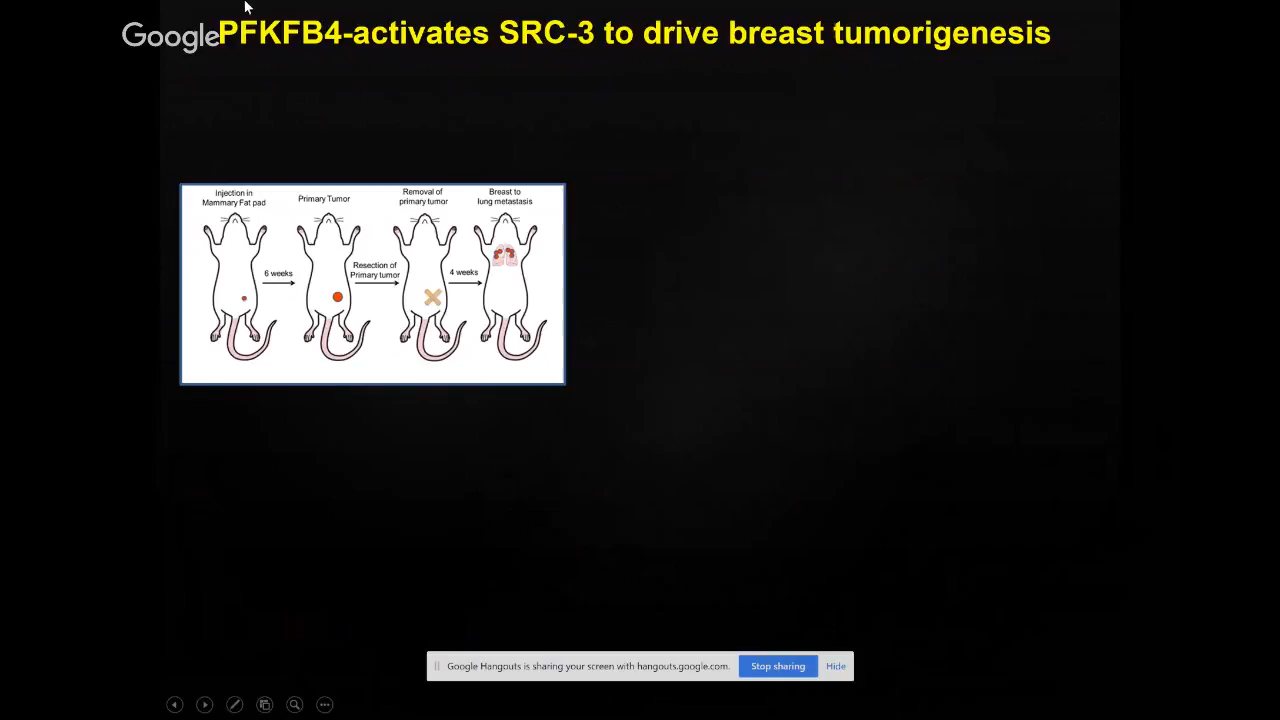 Google
PFKFB4-activates SRC-3 to drive breast tumorigenesis
Injection in
Mammary Fat pad
Primary Tumor
Removal of
primary tumor
Breast to
lung metastasis
6 weeks
Resection of
Primary tumor
4 weeks
Google Hangouts is sharing your screen with hangouts.google.com.
Stop sharing
Hide